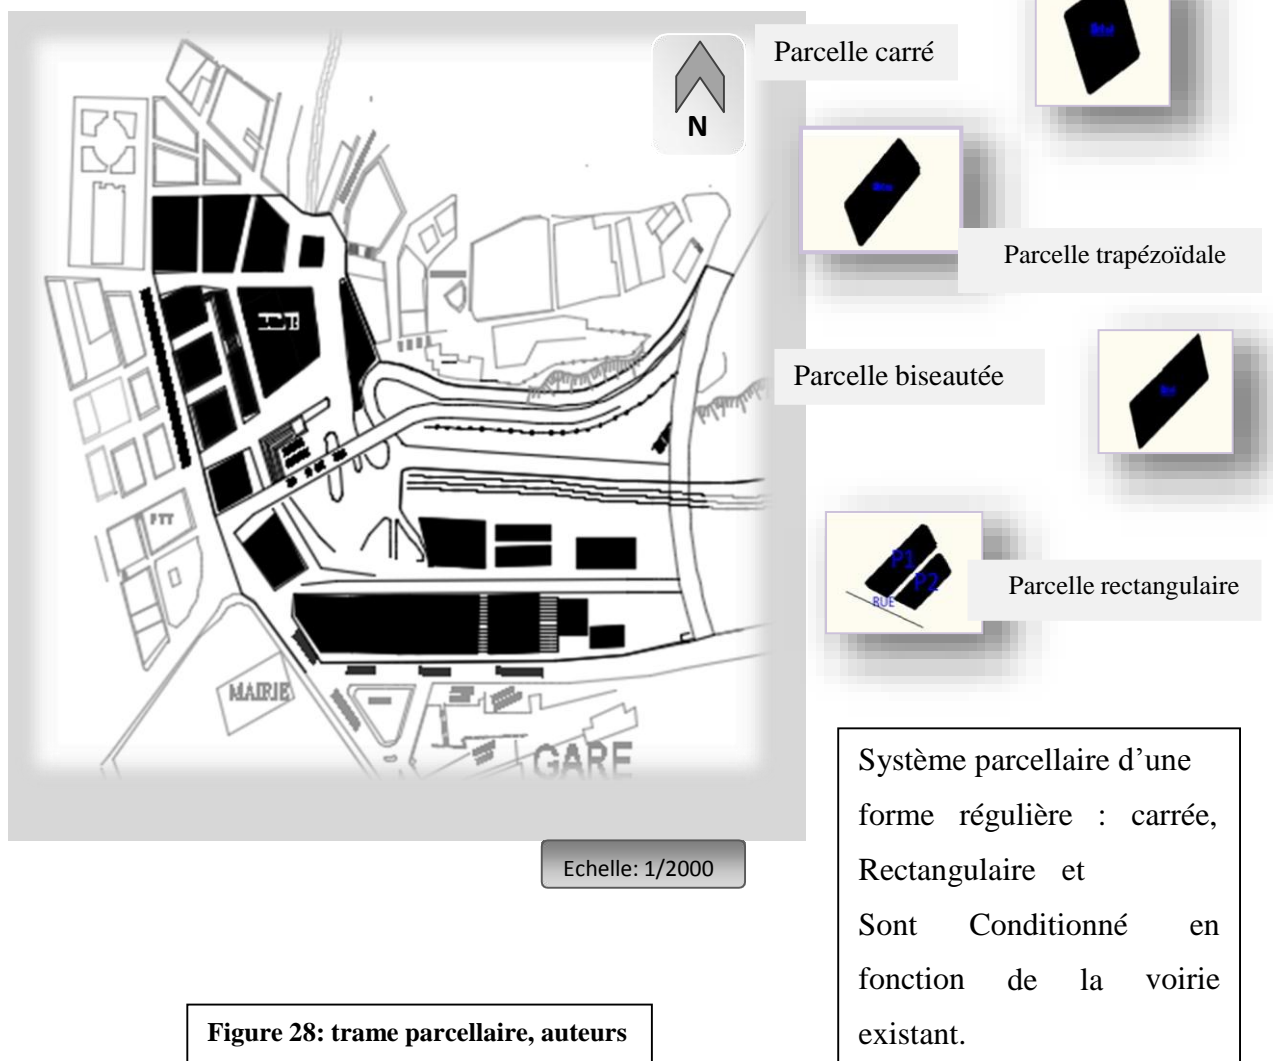 N
Parcelle carré
Parcelle trapézoïdale
Parcelle biseautée
P1
P2
RUE
Parcelle rectangulaire
PTT
MAIRIE
GARE
Echelle: 1/2000
Système parcellaire d’une
forme régulière : carrée,
Rectangulaire et
Sont Conditionné en
fonction de la voirie
existant.
Figure 28: trame parcellaire, auteurs